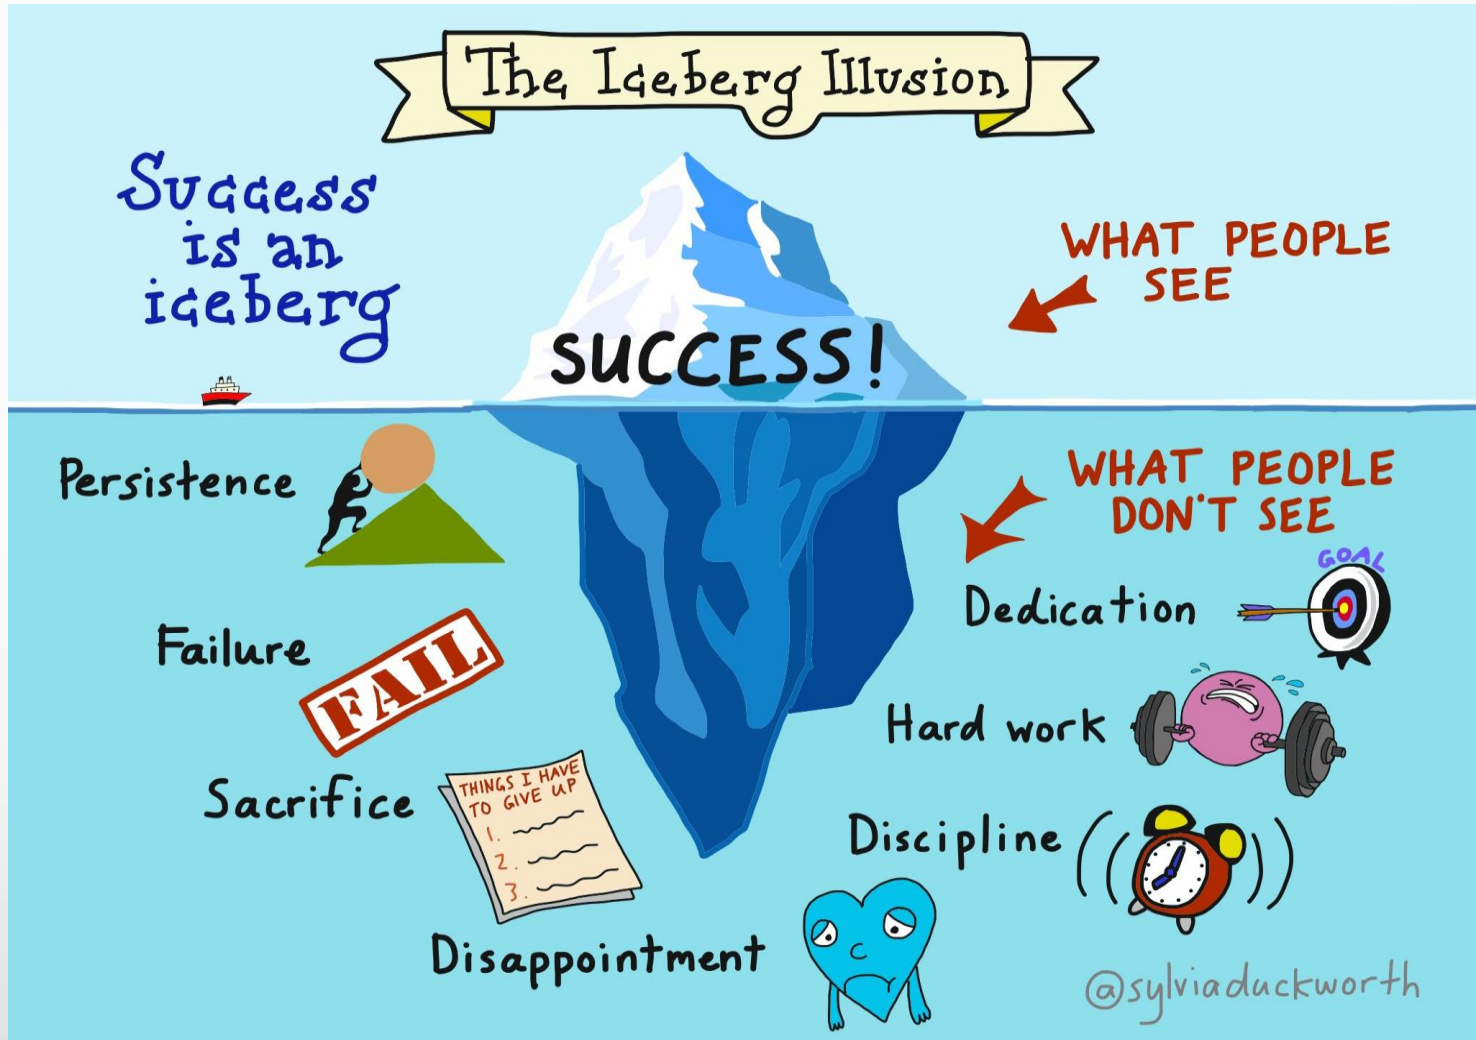 The Iceberg Illusion
Success
is an
iceberg
WHAT PEOPLE
SEE
SUCCESS!
Persistence
WHAT PEOPLE
DON'T SEE
GOAL
Dedication
Failure
FAIL
Hard work
Sacrifice
THINGS I HAVE
TO GIVE UP
1.
2.
3.
Discipline
Disappointment
@sylviaduckworth